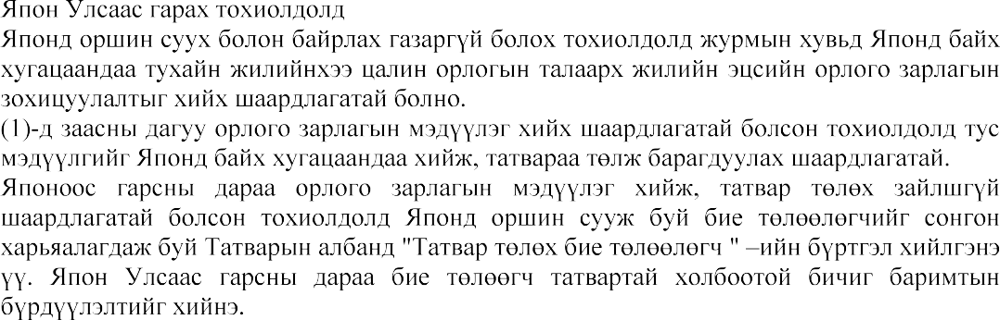 Япон Улсаас гарах тохиолдолд
Японд оршин суух болон байрлах газаргүй болох тохиолдолд журмын хувьд Японд байх
хугацаандаа тухайн жилийнхээ цалин орлогын талаарх жилийн эцсийн орлого зарлагын
зохицуулалтыг хийх шаардлагатай болно.
(1)-д заасны дагуу орлого зарлагын мэдүүлэг хийх шаардлагатай болсон тохиолдолд тус
мэдүүлгийг Японд байх хугацаандаа хийж, татвараа төлж барагдуулах шаардлагатай.
Японоос гарсны дараа орлого зарлагын мэдүүлэг хийж, татвар төлөх зайлшгүй
шаардлагатай болсон тохиолдолд Японд оршин сууж буй бие төлөөлөгчийг сонгон
харьяалагдаж буй Татварын албанд "Татвар төлөх бие төлөөлөгч " –ийн бүртгэл хийлгэнэ
үү. Япон Улсаас гарсны дараа бие төлөөгч татвартай холбоотой бичиг баримтын
бүрдүүлэлтийг хийнэ.